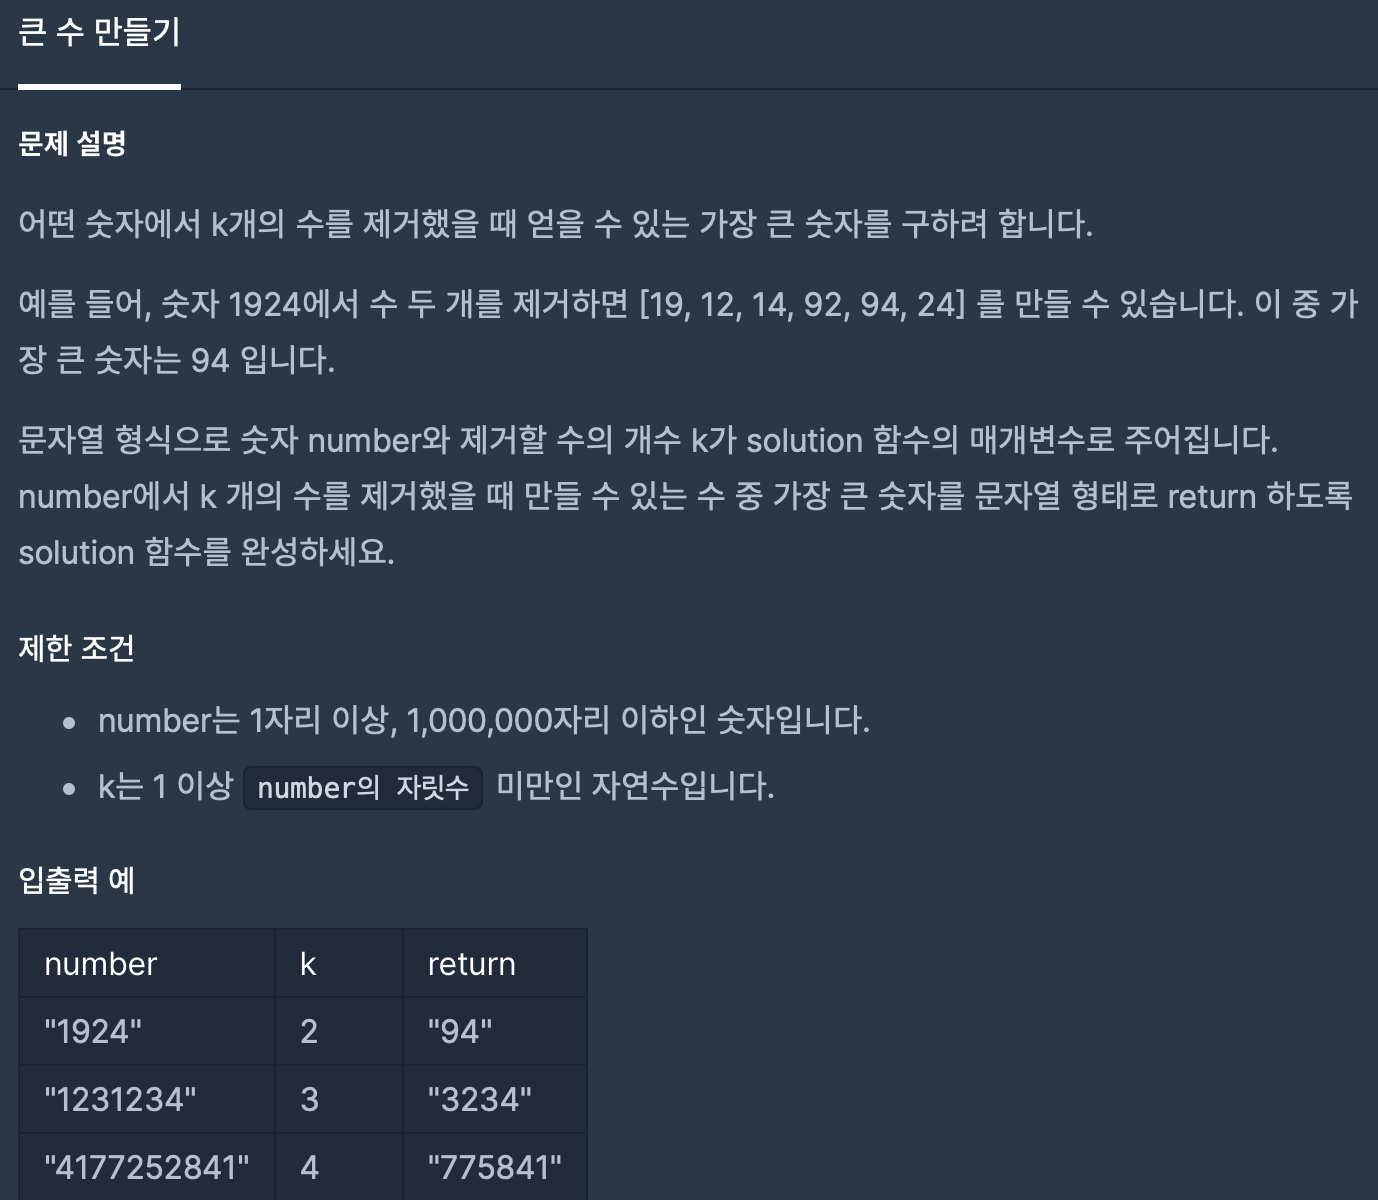 큰 수 만들기
문제 설명
어떤 숫자에서 k개의 수를 제거했을 때 얻을 수 있는 가장 큰 숫자를 구하려 합니다.
예를 들어, 숫자 1924에서 수 두 개를 제거하면 [19, 12, 14, 92, 94, 24] 를 만들 수 있습니다. 이 중 가
장 큰 숫자는 94 입니다.
문자열 형식으로 숫자 number와 제거할 수의 개수 k가 solution 함수의 매개변수로 주어집니다.
number에서 k 개의 수를 제거했을 때 만들 수 있는 수 중 가장 큰 숫자를 문자열 형태로 return 하도록
solution 함수를 완성하세요.
제한 조건
number는 1자리 이상, 1,000,000자리 이하인 숫자입니다.
k는 1 이상 number의 자릿수 미만인 자연수입니다.
입출력 예
number k return
"1924" 2 "94"
"1231234" 3 "3234"
"4177252841" 4 "775841"